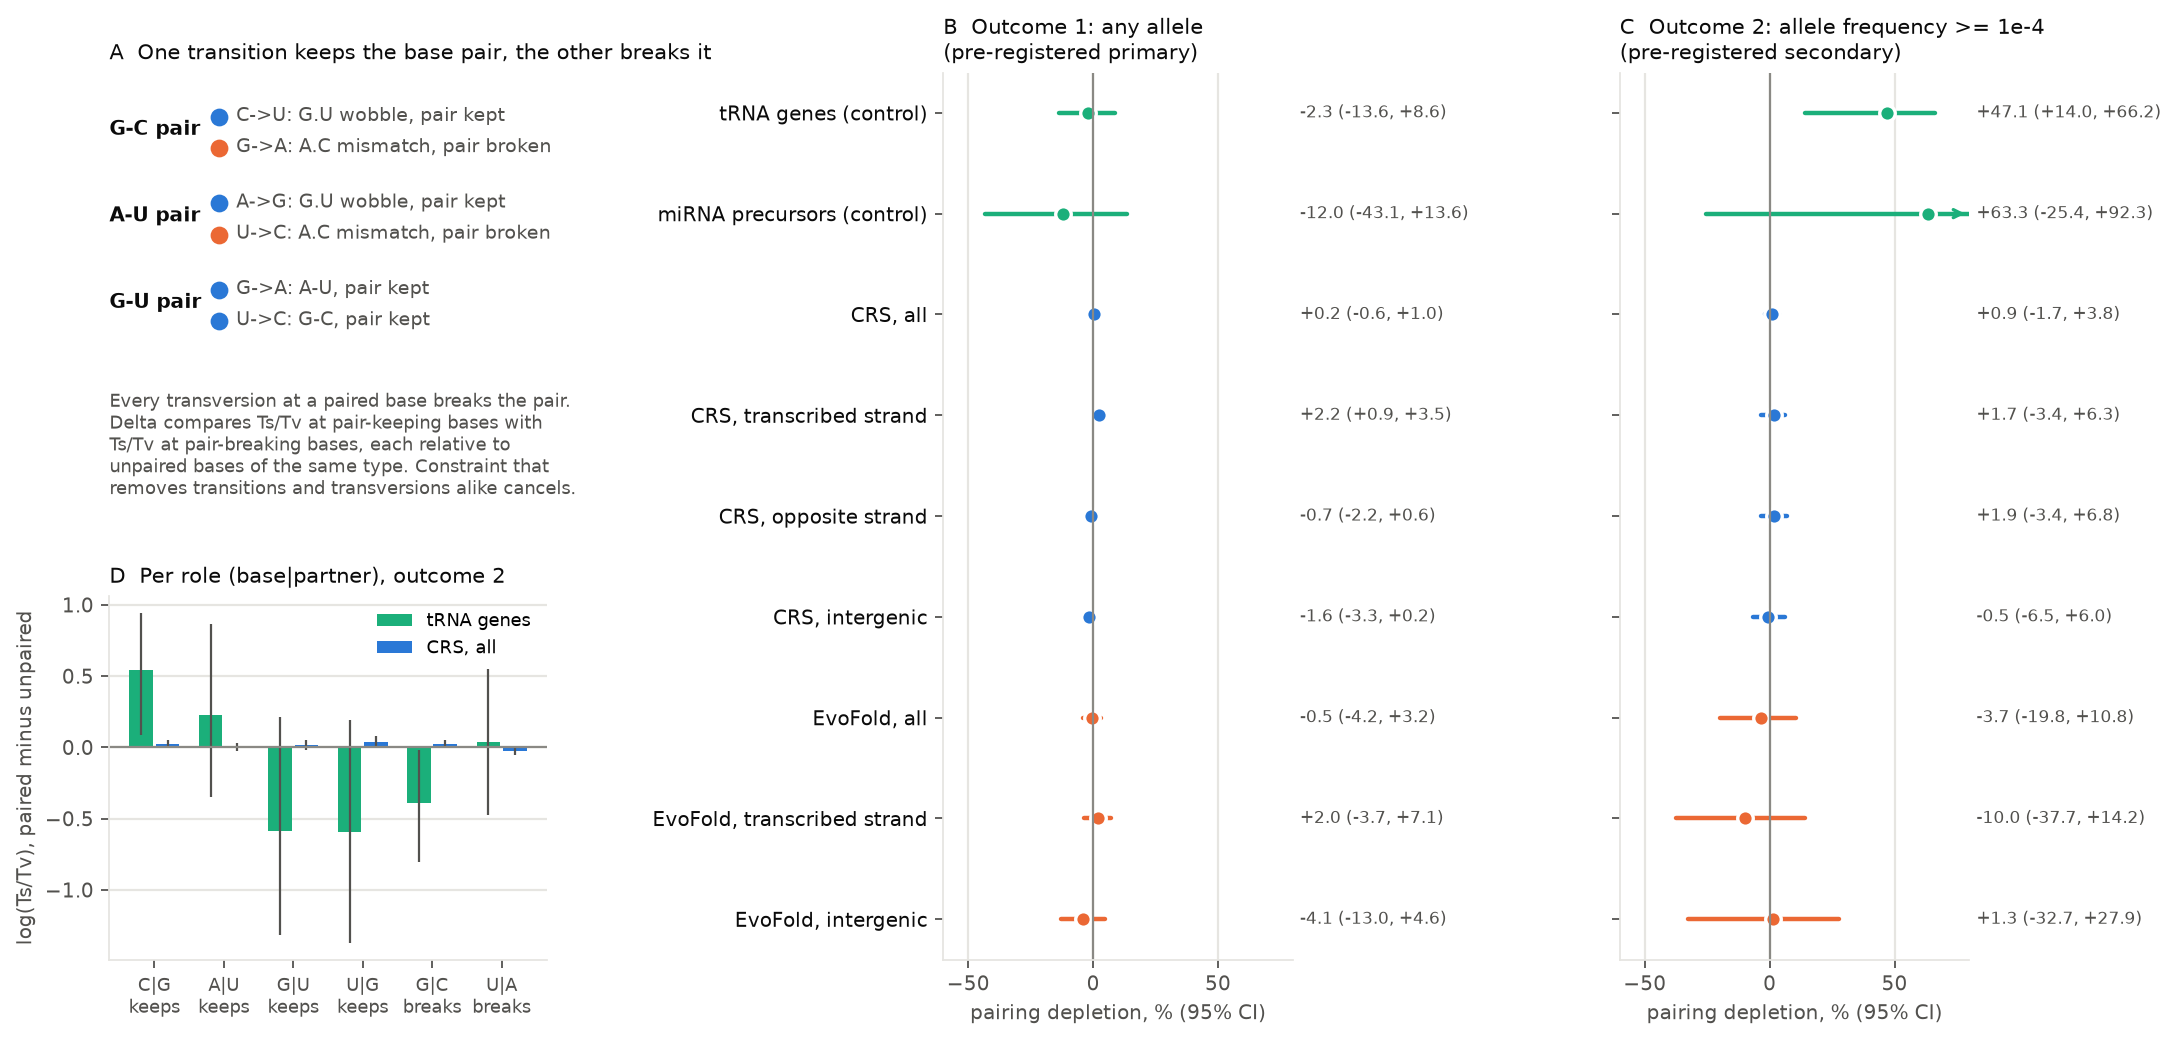 A  One transition keeps the base pair, the other breaks it
G-C pair
C->U: G.U wobble, pair kept
G->A: A.C mismatch, pair broken
A-U pair
A->G: G.U wobble, pair kept
U->C: A.C mismatch, pair broken
G-U pair
G->A: A-U, pair kept
U->C: G-C, pair kept
Every transversion at a paired base breaks the pair.
Delta compares Ts/Tv at pair-keeping bases with
Ts/Tv at pair-breaking bases, each relative to
unpaired bases of the same type. Constraint that
removes transitions and transversions alike cancels.
B  Outcome 1: any allele
(pre-registered primary)
tRNA genes (control)
-2.3 (-13.6, +8.6)
miRNA precursors (control)
-12.0 (-43.1, +13.6)
CRS, all
+0.2 (-0.6, +1.0)
CRS, transcribed strand
+2.2 (+0.9, +3.5)
CRS, opposite strand
-0.7 (-2.2, +0.6)
CRS, intergenic
-1.6 (-3.3, +0.2)
EvoFold, all
-0.5 (-4.2, +3.2)
EvoFold, transcribed strand
+2.0 (-3.7, +7.1)
EvoFold, intergenic
-4.1 (-13.0, +4.6)
−50 0 50
pairing depletion, % (95% CI)
C  Outcome 2: allele frequency >= 1e-4
(pre-registered secondary)
+47.1 (+14.0, +66.2)
+63.3 (-25.4, +92.3)
+0.9 (-1.7, +3.8)
+1.7 (-3.4, +6.3)
+1.9 (-3.4, +6.8)
-0.5 (-6.5, +6.0)
-3.7 (-19.8, +10.8)
-10.0 (-37.7, +14.2)
+1.3 (-32.7, +27.9)
−50 0 50
pairing depletion, % (95% CI)
D  Per role (base|partner), outcome 2
log(Ts/Tv), paired minus unpaired
1.0
0.5
0.0
−0.5
−1.0
tRNA genes
CRS, all
C|G A|U G|U U|G G|C U|A
keeps keeps keeps keeps breaks breaks